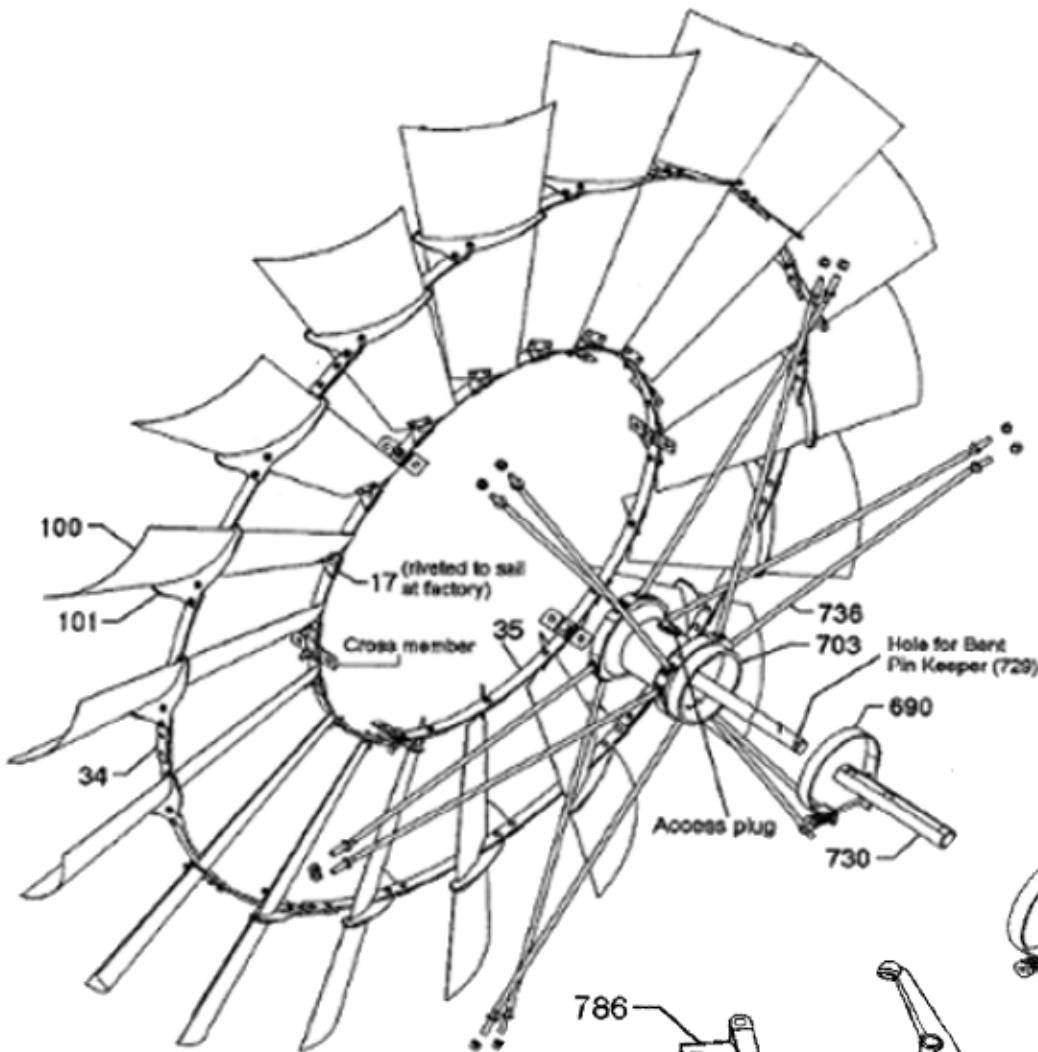 100
101
17 (riveted to sail
at factory)
Cross member
35
34
736
703
Hole for Bent
Pin Keeper (729)
690
Access plug
730
786